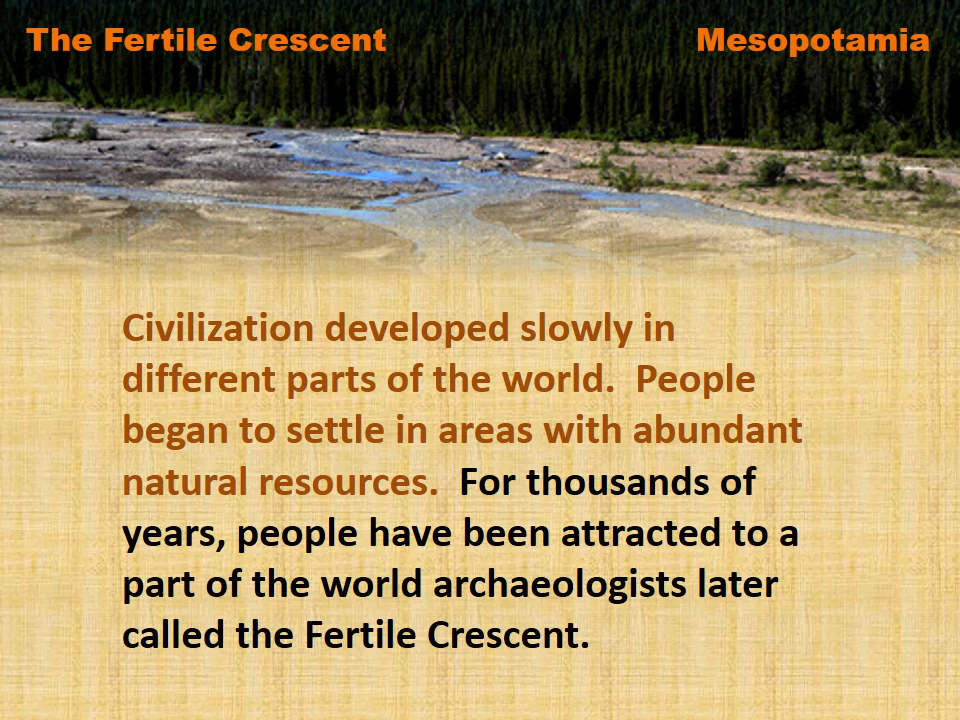 The Fertile Crescent
Mesopotamia
Civilization developed slowly in
different parts of the world.  People
began to settle in areas with abundant
natural resources.  For thousands of
years, people have been attracted to a
part of the world archaeologists later
called the Fertile Crescent.